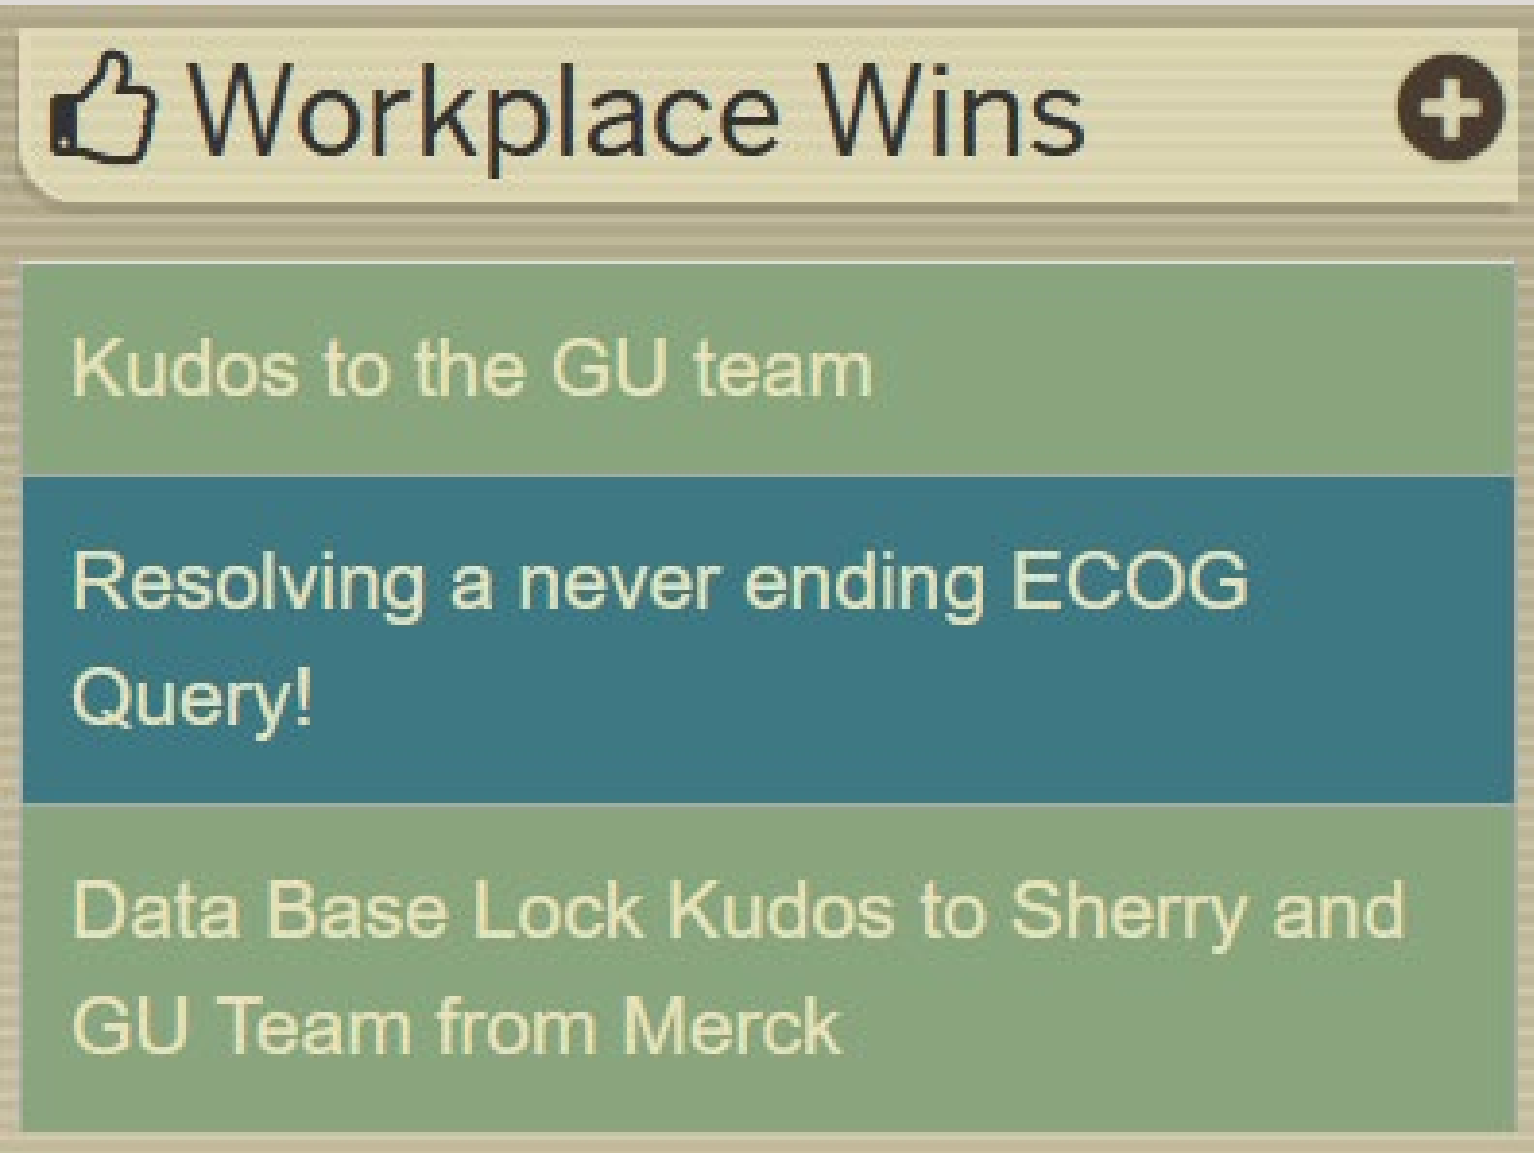 Workplace Wins
Kudos to the GU team
Resolving a never ending ECOG
Query!
Data Base Lock Kudos to Sherry and
GU Team from Merck